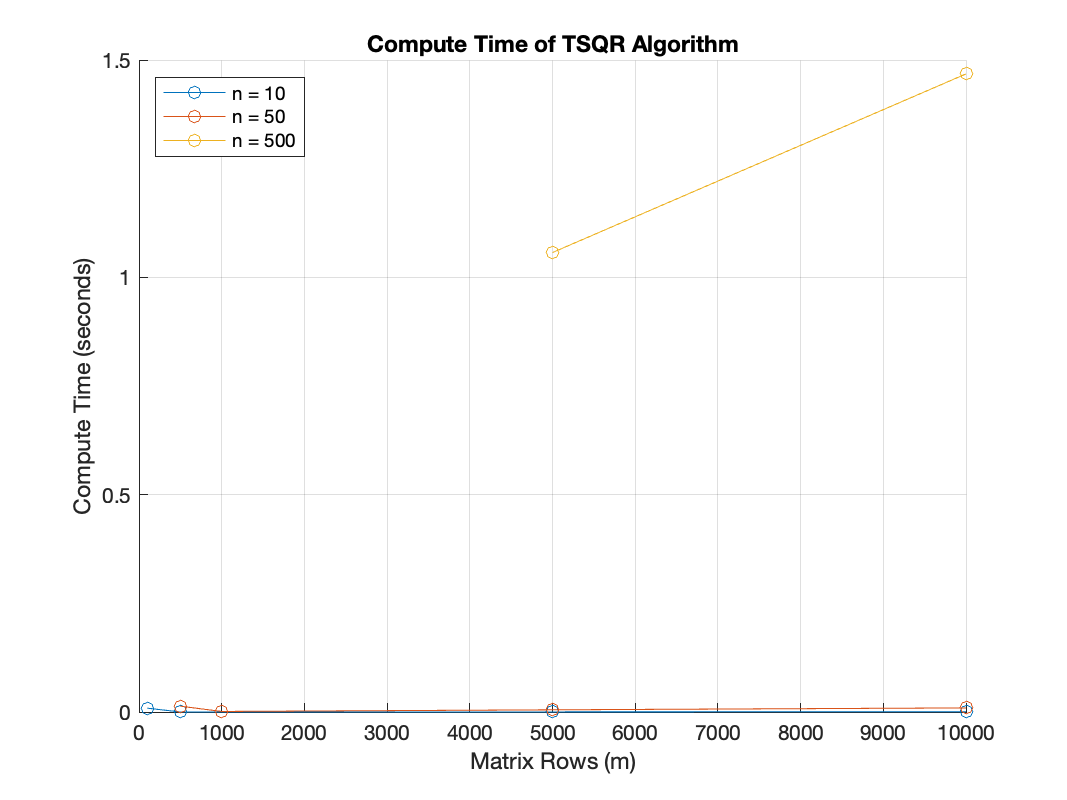 Compute Time of TSQR Algorithm
1.5
n = 10
n = 50
n = 500
1
0.5
0
Compute Time (seconds)
0 1000 2000 3000 4000 5000 6000 7000 8000 9000 10000
Matrix Rows (m)